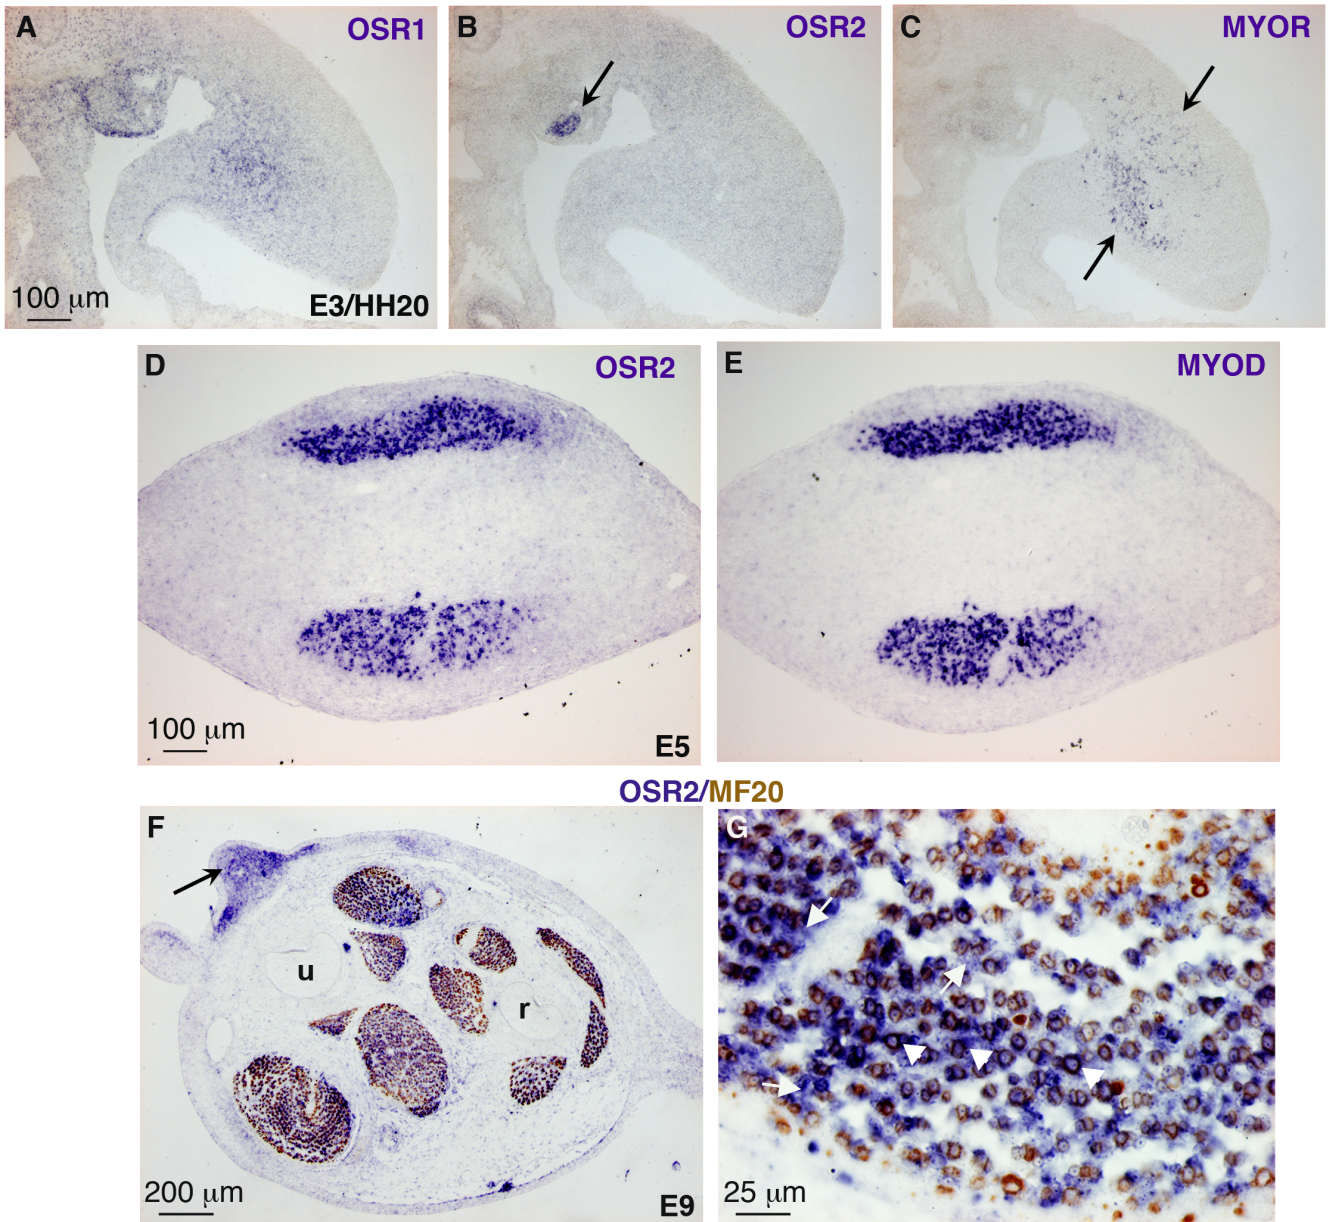 A
OSR1
B
OSR2
C
MYOR
100 µm
E3/HH20
D
OSR2
E
MYOD
100 µm
E5
OSR2/MF20
F
G
u
r
200 µm
E9
25 µm